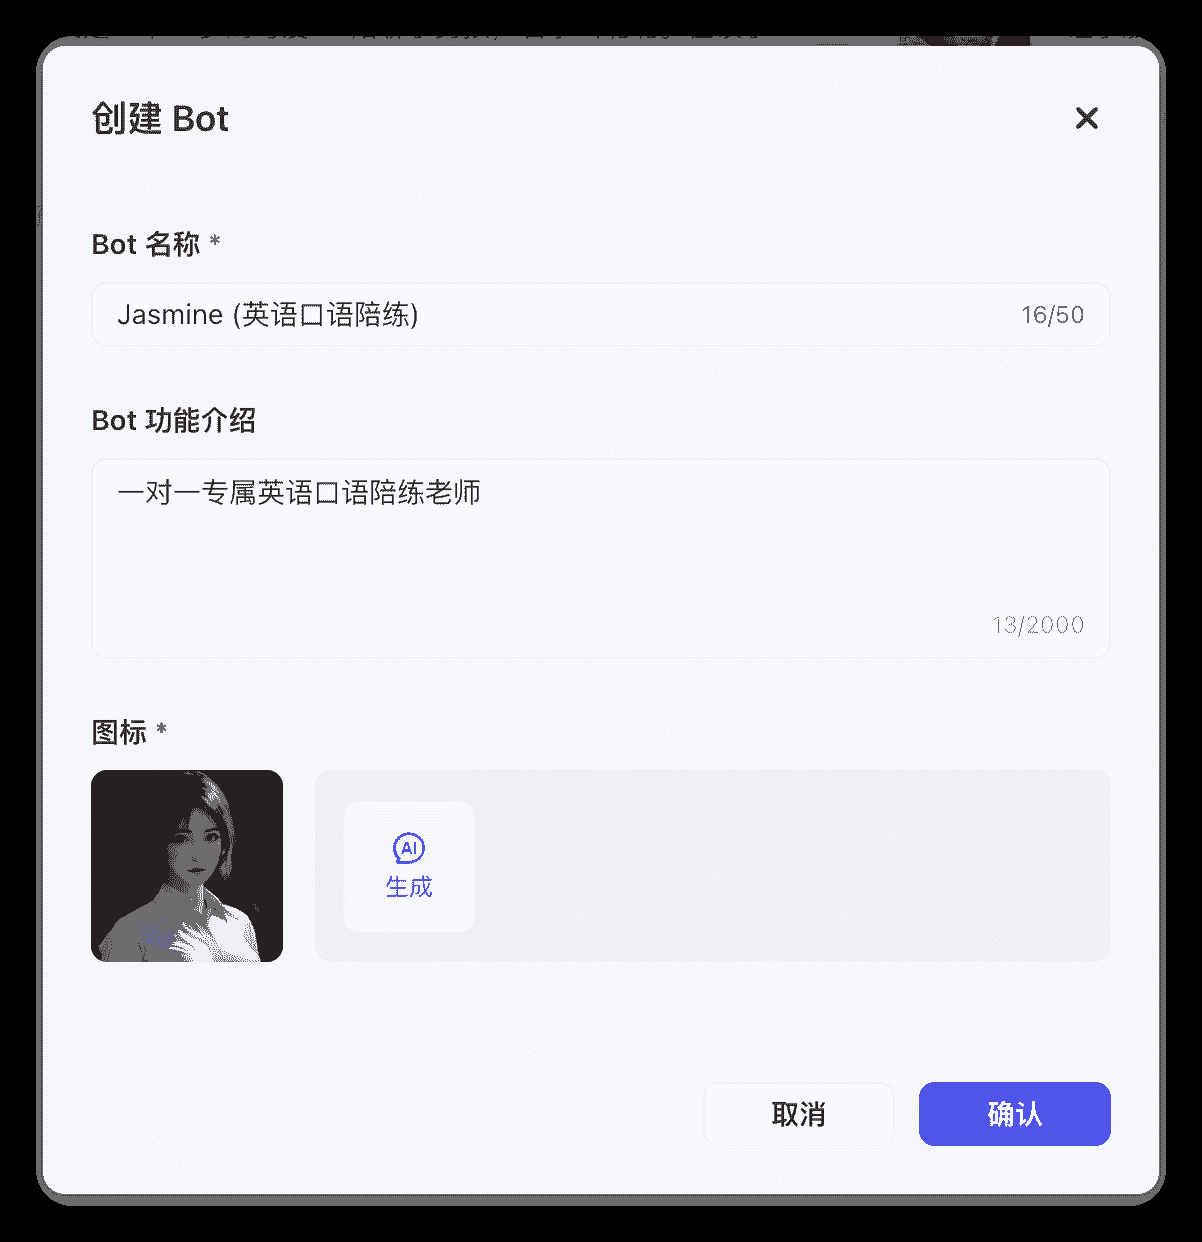 创建 Bot
Bot 名称 *
Jasmine (英语口语陪练)
16/50
Bot 功能介绍
一对一专属英语口语陪练老师
13/2000
图标 *
AI
生成
取消
确认